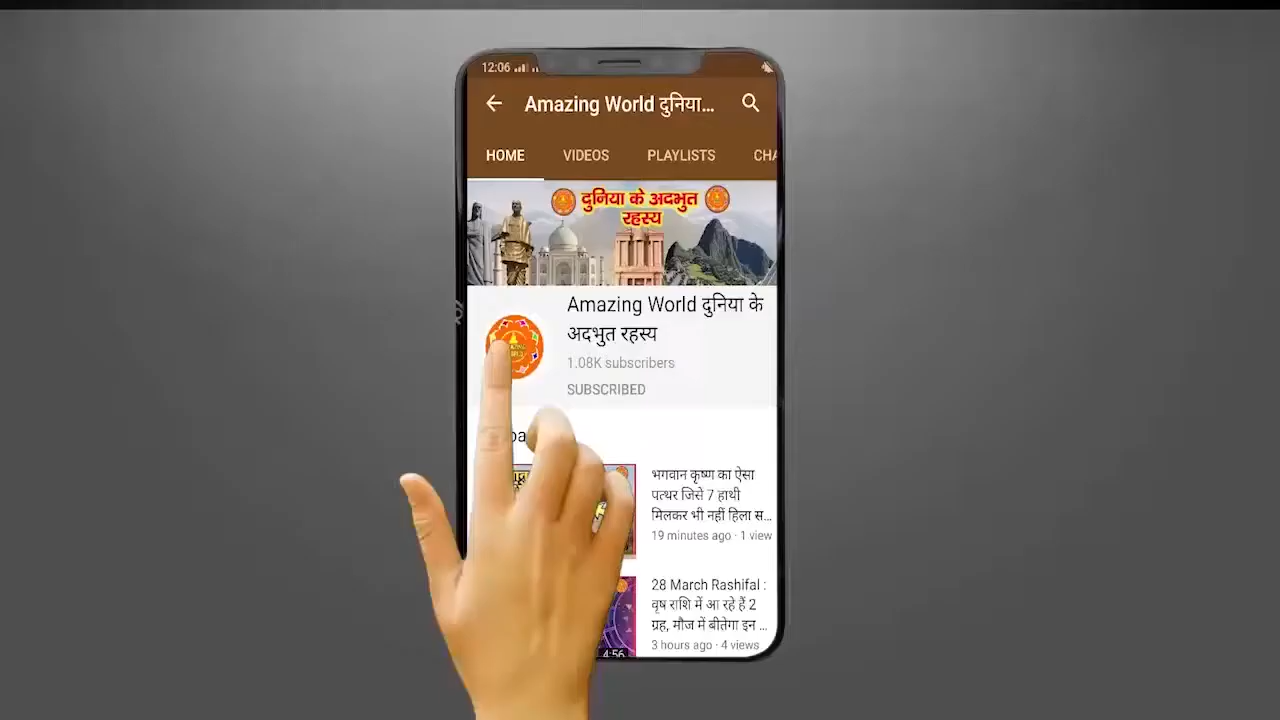 12:06
Amazing World दुनिया...
HOME VIDEOS PLAYLISTS CHA
दुनिया के अदभुत
रहस्य
Amazing World दुनिया के
अदभुत रहस्य
1.08K subscribers
SUBSCRIBED
भगवान कृष्ण का ऐसा
पत्थर जिसे 7 हाथी
मिलकर भी नहीं हिला स...
19 minutes ago · 1 view
28 March Rashifal :
वृष राशि में आ रहे हैं 2
ग्रह, मौज में बीतेगा इन ...
3 hours ago · 4 views
4:56